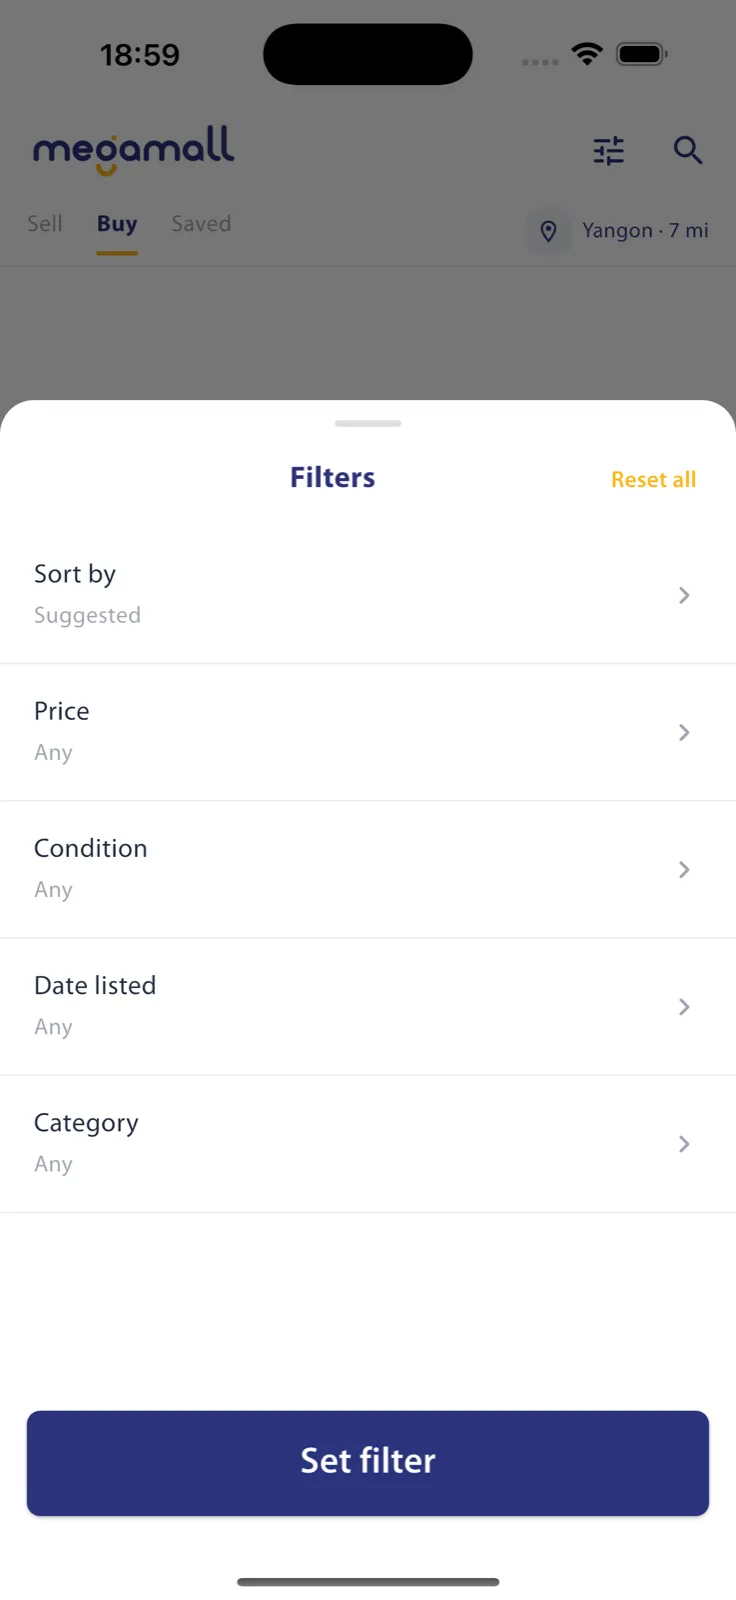 18:59
megamall
Sell Buy Saved
Yangon · 7 mi
Filters
Reset all
Sort by
Suggested
Price
Any
Condition
Any
Date listed
Any
Category
Any
Set filter